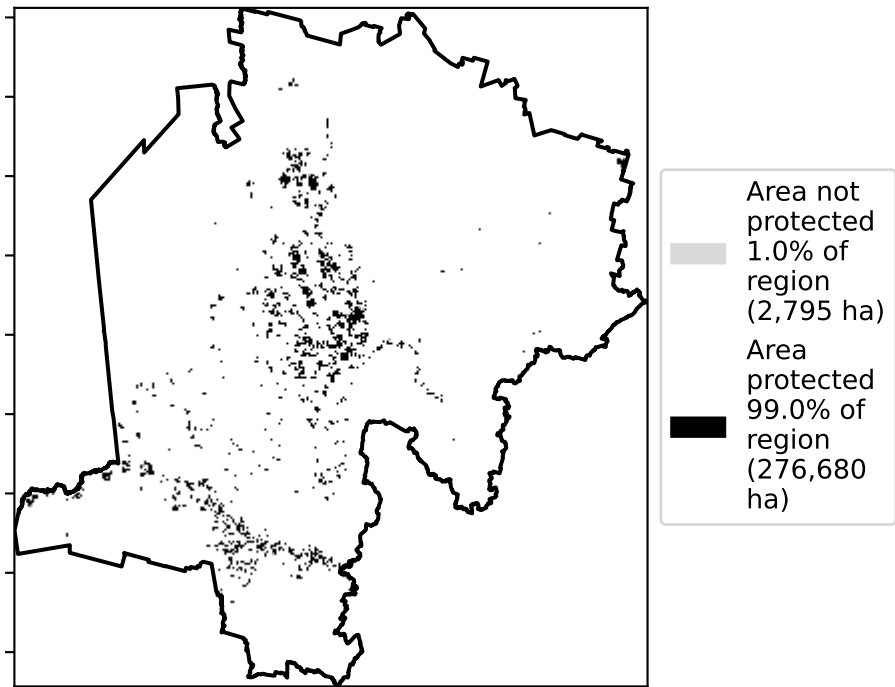 Area not
protected
1.0% of
region
(2,795 ha)
Area
protected
99.0% of
region
(276,680
ha)